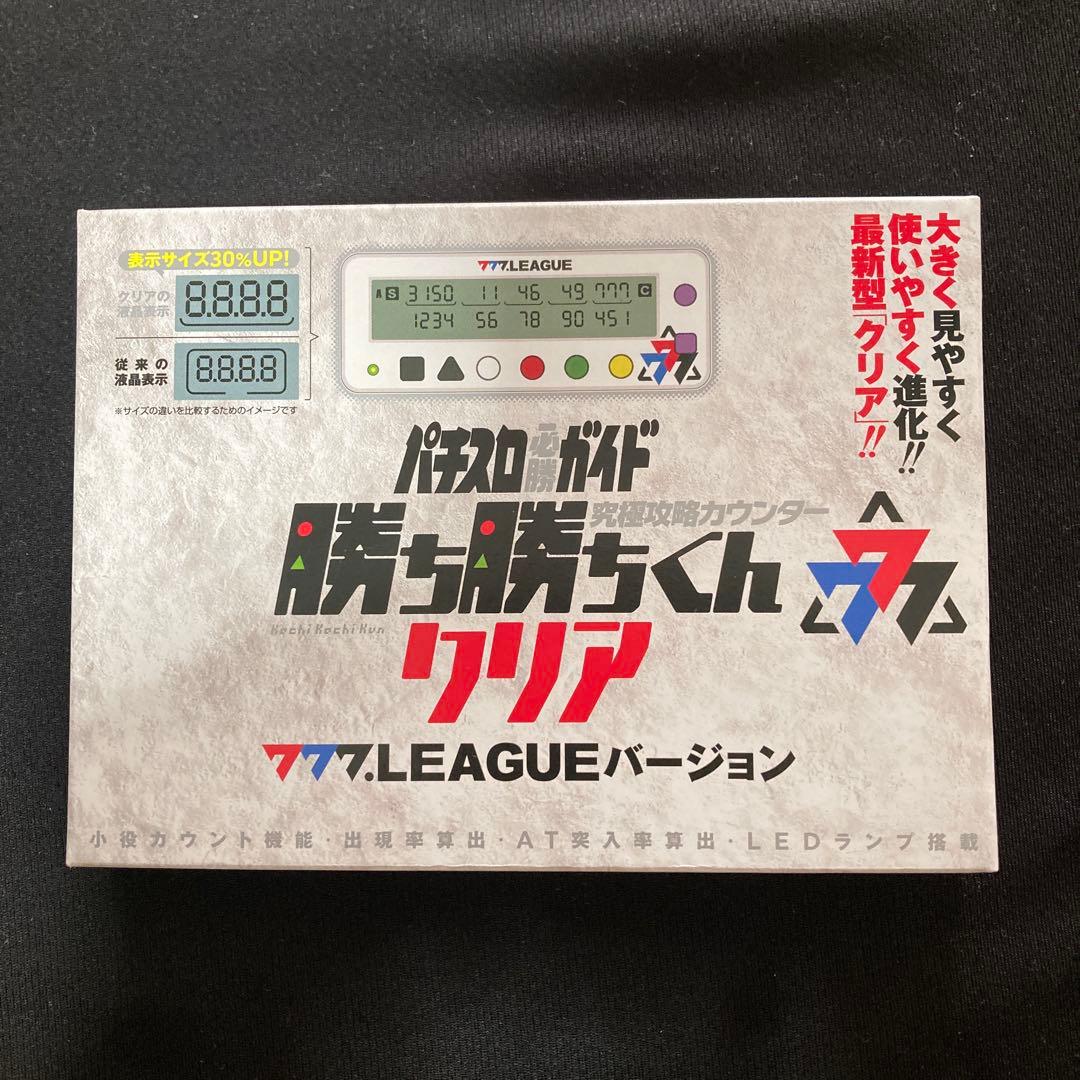 表示サイズ30%UP!
クリアの
液晶表示
8.8.8.8
従来の
液晶表示
8.8.8.8
※サイズの違いを比較するためのイメージです
777.LEAGUE
A S 3150 11 46 49 777 C
1234 56 78 90 451
777
大きく見やすく
使いやすく進化!!
最新型「クリア」!!
パチスロ必勝ガイド
究極攻略カウンター
勝ち勝ちくん
Kachi Kachi Kun
クリア
777
777.LEAGUEバージョン
小役カウント機能・出現率算出・AT突入率算出・LEDランプ搭載